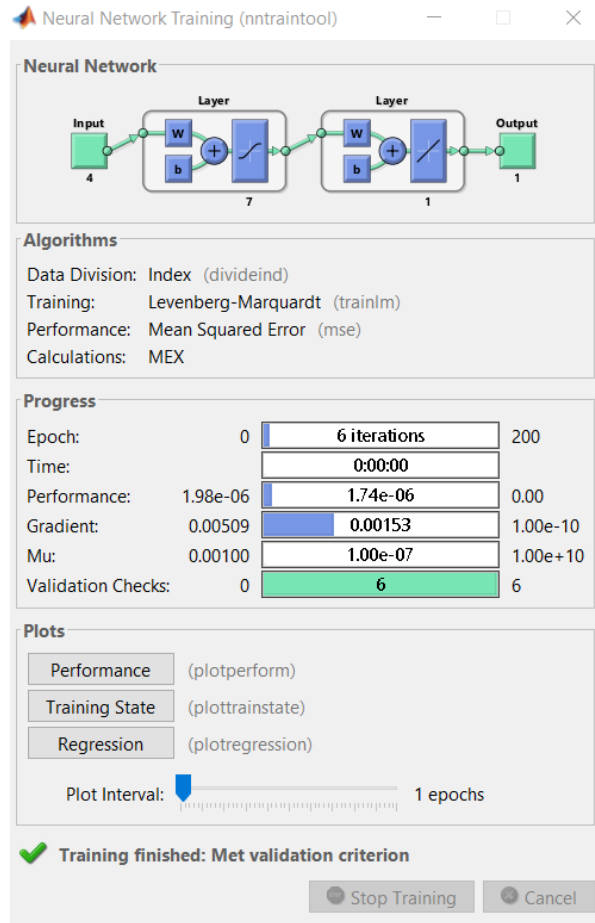 Neural Network Training (nntraintool)
Neural Network
Layer Layer
Input Output
W W
b + b +
4 1
7 1
Algorithms
Data Division: Index (divideind)
Training: Levenberg-Marquardt (trainlm)
Performance: Mean Squared Error (mse)
Calculations: MEX
Progress
Epoch: 0 6 iterations 200
Time: 0:00:00
Performance: 1.98e-06 1.74e-06 0.00
Gradient: 0.00509 0.00153 1.00e-10
Mu: 0.00100 1.00e-07 1.00e+10
Validation Checks: 0 6 6
Plots
Performance (plotperform)
Training State (plottrainstate)
Regression (plotregression)
Plot Interval: 1 epochs
Training finished: Met validation criterion
Stop Training Cancel